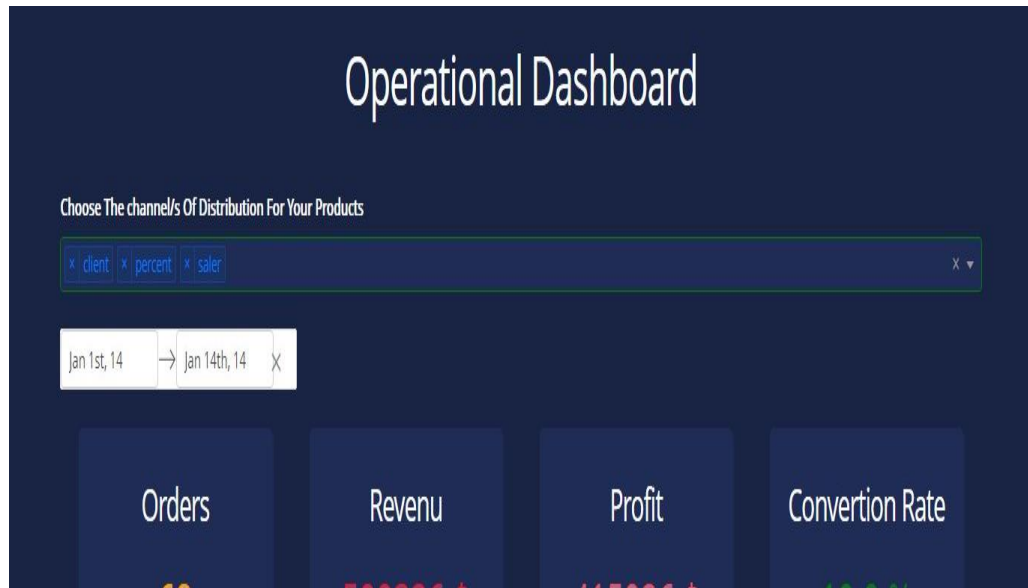 Operational Dashboard
Choose The channel/s Of Distribution For Your Products
× client × percent × saler × ▾
Jan 1st, 14 → Jan 14th, 14 ×
Orders Revenu Profit Convertion Rate